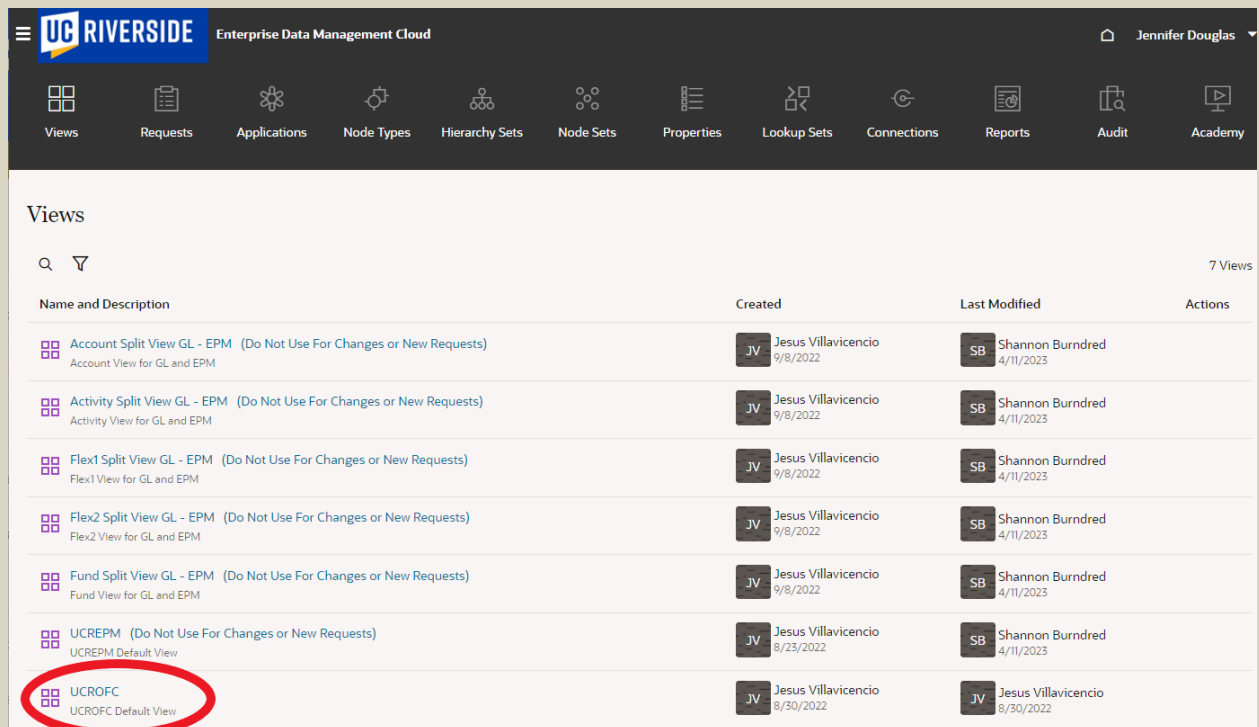 UC RIVERSIDE Enterprise Data Management Cloud Jennifer Douglas
Views Requests Applications Node Types Hierarchy Sets Node Sets Properties Lookup Sets Connections Reports Audit Academy
Views
7 Views
Name and Description Created Last Modified Actions
Account Split View GL - EPM (Do Not Use For Changes or New Requests) JV Jesus Villavicencio SB Shannon Burndred
Account View for GL and EPM 9/8/2022 4/11/2023
Activity Split View GL - EPM (Do Not Use For Changes or New Requests) JV Jesus Villavicencio SB Shannon Burndred
Activity View for GL and EPM 9/8/2022 4/11/2023
Flex1 Split View GL - EPM (Do Not Use For Changes or New Requests) JV Jesus Villavicencio SB Shannon Burndred
Flex1 View for GL and EPM 9/8/2022 4/11/2023
Flex2 Split View GL - EPM (Do Not Use For Changes or New Requests) JV Jesus Villavicencio SB Shannon Burndred
Flex2 View for GL and EPM 9/8/2022 4/11/2023
Fund Split View GL - EPM (Do Not Use For Changes or New Requests) JV Jesus Villavicencio SB Shannon Burndred
Fund View for GL and EPM 9/8/2022 4/11/2023
UCREPM (Do Not Use For Changes or New Requests) JV Jesus Villavicencio SB Shannon Burndred
UCREPM Default View 8/23/2022 4/11/2023
UCROFC JV Jesus Villavicencio JV Jesus Villavicencio
UCROFC Default View 8/30/2022 8/30/2022